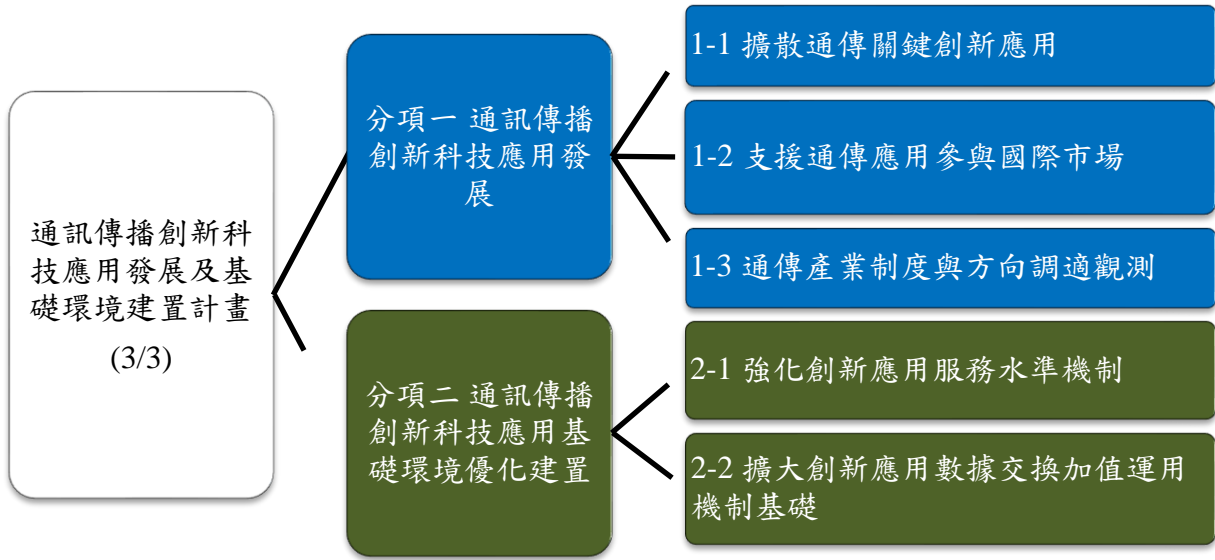 通訊傳播創新科
技應用發展及基
礎環境建置計畫
(3/3)
分項一 通訊傳播
創新科技應用發
展
1-1 擴散通傳關鍵創新應用
1-2 支援通傳應用參與國際市場
1-3 通傳產業制度與方向調適觀測
分項二 通訊傳播
創新科技應用基
礎環境優化建置
2-1 強化創新應用服務水準機制
2-2 擴大創新應用數據交換加值運用
機制基礎